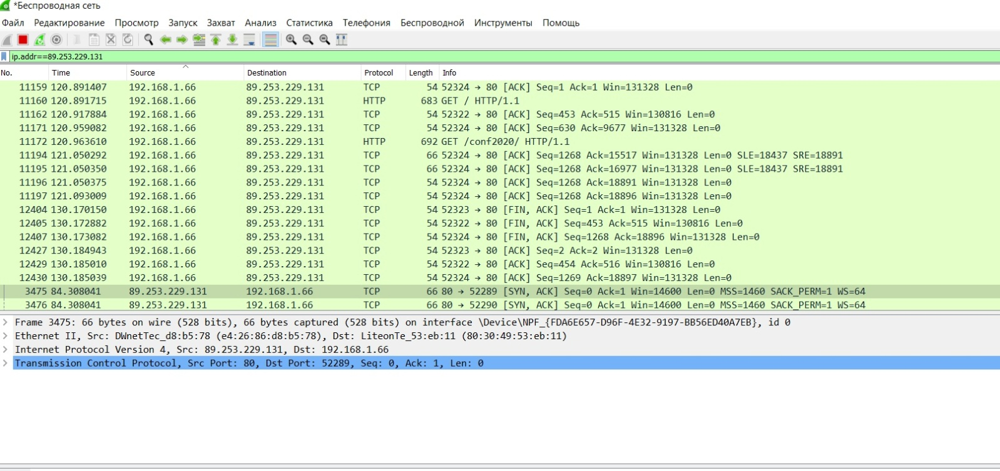 *Беспроводная сеть
Файл Редактирование Просмотр Запуск Захват Анализ Статистика Телефония Беспроводной Инструменты Помощь
ip.addr==89.253.229.131
No. Time Source Destination Protocol Length Info
11159 120.891407 192.168.1.66 89.253.229.131 TCP 54 52324 → 80 [ACK] Seq=1 Ack=1 Win=131328 Len=0
11160 120.891715 192.168.1.66 89.253.229.131 HTTP 683 GET / HTTP/1.1
11162 120.917884 192.168.1.66 89.253.229.131 TCP 54 52322 → 80 [ACK] Seq=453 Ack=515 Win=130816 Len=0
11171 120.959082 192.168.1.66 89.253.229.131 TCP 54 52324 → 80 [ACK] Seq=630 Ack=9677 Win=131328 Len=0
11172 120.963610 192.168.1.66 89.253.229.131 HTTP 692 GET /conf2020/ HTTP/1.1
11194 121.050292 192.168.1.66 89.253.229.131 TCP 66 52324 → 80 [ACK] Seq=1268 Ack=15517 Win=131328 Len=0 SLE=18437 SRE=18891
11195 121.050350 192.168.1.66 89.253.229.131 TCP 66 52324 → 80 [ACK] Seq=1268 Ack=16977 Win=131328 Len=0 SLE=18437 SRE=18891
11196 121.050375 192.168.1.66 89.253.229.131 TCP 54 52324 → 80 [ACK] Seq=1268 Ack=18891 Win=131328 Len=0
11197 121.093009 192.168.1.66 89.253.229.131 TCP 54 52324 → 80 [ACK] Seq=1268 Ack=18896 Win=131328 Len=0
12404 130.170150 192.168.1.66 89.253.229.131 TCP 54 52323 → 80 [FIN, ACK] Seq=1 Ack=1 Win=131328 Len=0
12405 130.172882 192.168.1.66 89.253.229.131 TCP 54 52322 → 80 [FIN, ACK] Seq=453 Ack=515 Win=130816 Len=0
12407 130.173082 192.168.1.66 89.253.229.131 TCP 54 52324 → 80 [FIN, ACK] Seq=1268 Ack=18896 Win=131328 Len=0
12427 130.184943 192.168.1.66 89.253.229.131 TCP 54 52323 → 80 [ACK] Seq=2 Ack=2 Win=131328 Len=0
12429 130.185010 192.168.1.66 89.253.229.131 TCP 54 52322 → 80 [ACK] Seq=454 Ack=516 Win=130816 Len=0
12430 130.185039 192.168.1.66 89.253.229.131 TCP 54 52324 → 80 [ACK] Seq=1269 Ack=18897 Win=131328 Len=0
3475 84.308041 89.253.229.131 192.168.1.66 TCP 66 80 → 52289 [SYN, ACK] Seq=0 Ack=1 Win=14600 Len=0 MSS=1460 SACK_PERM=1 WS=64
3476 84.308041 89.253.229.131 192.168.1.66 TCP 66 80 → 52290 [SYN, ACK] Seq=0 Ack=1 Win=14600 Len=0 MSS=1460 SACK_PERM=1 WS=64
Frame 3475: 66 bytes on wire (528 bits), 66 bytes captured (528 bits) on interface \Device\NPF_{FDA6E657-D96F-4E32-9197-BB56ED40A7EB}, id 0
Ethernet II, Src: DWnetTec_d8:b5:78 (e4:26:86:d8:b5:78), Dst: LiteonTe_53:eb:11 (80:30:49:53:eb:11)
Internet Protocol Version 4, Src: 89.253.229.131, Dst: 192.168.1.66
Transmission Control Protocol, Src Port: 80, Dst Port: 52289, Seq: 0, Ack: 1, Len: 0